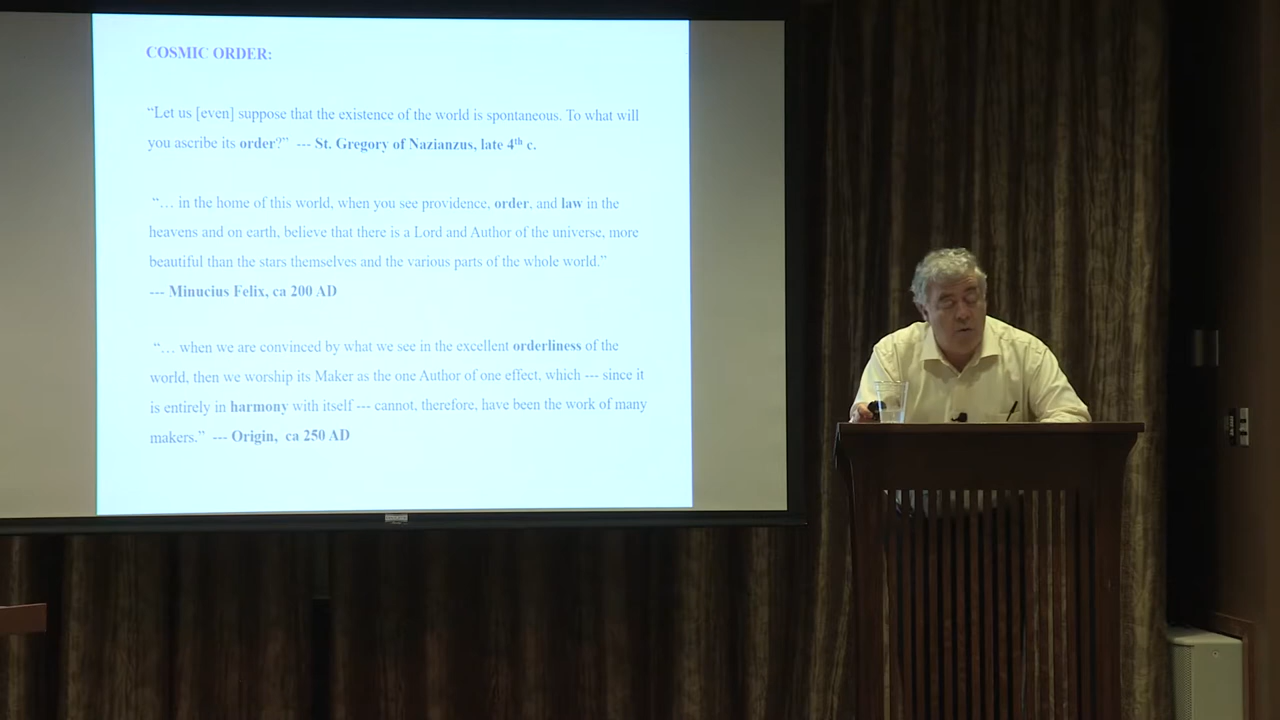 COSMIC ORDER:
“Let us [even] suppose that the existence of the world is spontaneous. To what will
you ascribe its order?” --- St. Gregory of Nazianzus, late 4th c.
“… in the home of this world, when you see providence, order, and law in the
heavens and on earth, believe that there is a Lord and Author of the universe, more
beautiful than the stars themselves and the various parts of the whole world.”
--- Minucius Felix, ca 200 AD
“… when we are convinced by what we see in the excellent orderliness of the
world, then we worship its Maker as the one Author of one effect, which --- since it
is entirely in harmony with itself --- cannot, therefore, have been the work of many
makers.” --- Origin, ca 250 AD